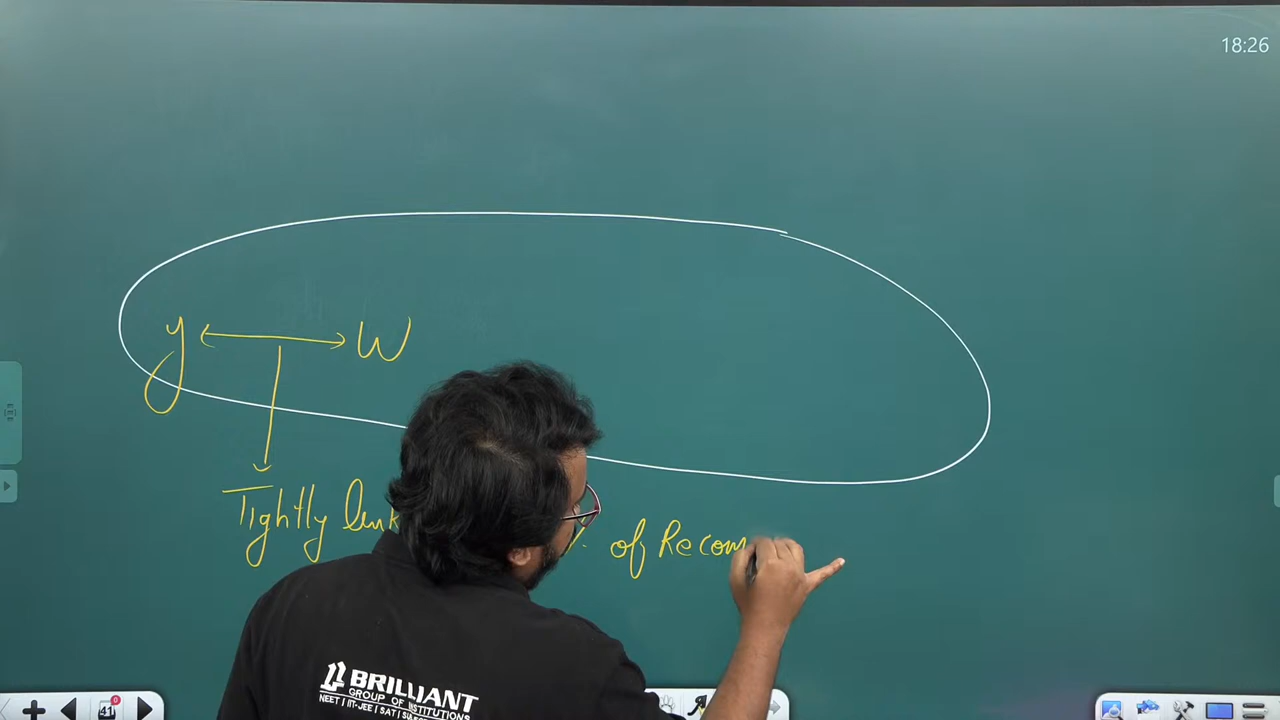 18:26
y ↔ W
Tightly link
% of Recom
41
BRILLIANT
GROUP OF INSTITUTIONS